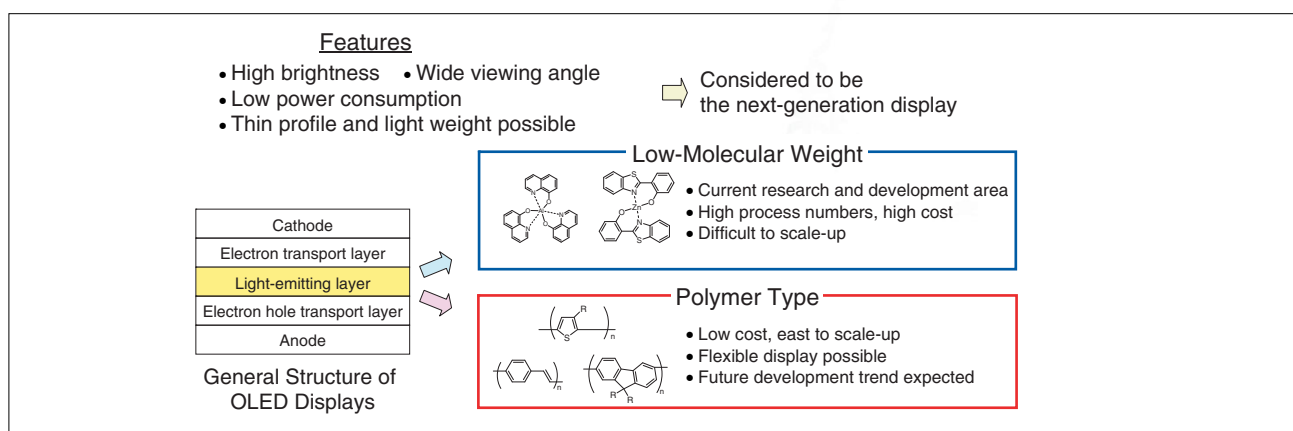 Features
• High brightness • Wide viewing angle
• Low power consumption
• Thin profile and light weight possible
Considered to be
the next-generation display
Low-Molecular Weight
N
O
Al
O
N
O
N
S
N
O
Zn
O
N
S
• Current research and development area
• High process numbers, high cost
• Difficult to scale-up
Cathode
Electron transport layer
Light-emitting layer
Electron hole transport layer
Anode
General Structure of
OLED Displays
Polymer Type
R
S
n
n
R R
n
• Low cost, east to scale-up
• Flexible display possible
• Future development trend expected